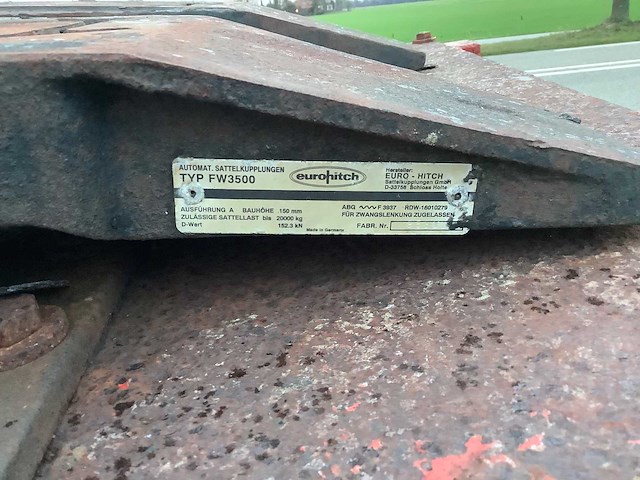 AUTOMAT. SATTELKUPPLUNGEN
TYP FW3500
eurohitch
Hersteller:
EURO - HITCH
Sattelkupplungen GmbH
D-33758 Schloss Holte
AUSFÜHRUNG A BAUHÖHE 150 mm
ZULÄSSIGE SATTELLAST bis 20000 kg
D-Wert 152.3 kN
Made in Germany
ABG F 3937 RDW-16010279
FÜR ZWANGSLENKUNG ZUGELASSEN
FABR. Nr.